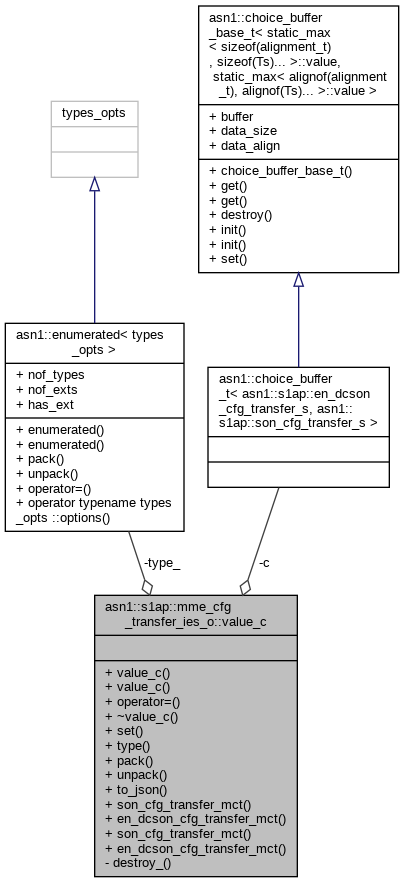 asn1::choice_buffer
_base_t< static_max
< sizeof(alignment_t)
, sizeof(Ts)... >::value,
static_max< alignof(alignment
_t), alignof(Ts)... >::value >
+ buffer
+ data_size
+ data_align
+ choice_buffer_base_t()
+ get()
+ get()
+ destroy()
+ init()
+ init()
+ set()
types_opts
asn1::enumerated< types
_opts >
+ nof_types
+ nof_exts
+ has_ext
+ enumerated()
+ enumerated()
+ pack()
+ unpack()
+ operator=()
+ operator typename types
_opts ::options()
asn1::choice_buffer
_t< asn1::s1ap::en_dcson
_cfg_transfer_s, asn1::
s1ap::son_cfg_transfer_s >
-type_
-c
asn1::s1ap::mme_cfg
_transfer_ies_o::value_c
+ value_c()
+ value_c()
+ operator=()
+ ~value_c()
+ set()
+ type()
+ pack()
+ unpack()
+ to_json()
+ son_cfg_transfer_mct()
+ en_dcson_cfg_transfer_mct()
+ son_cfg_transfer_mct()
+ en_dcson_cfg_transfer_mct()
- destroy_()